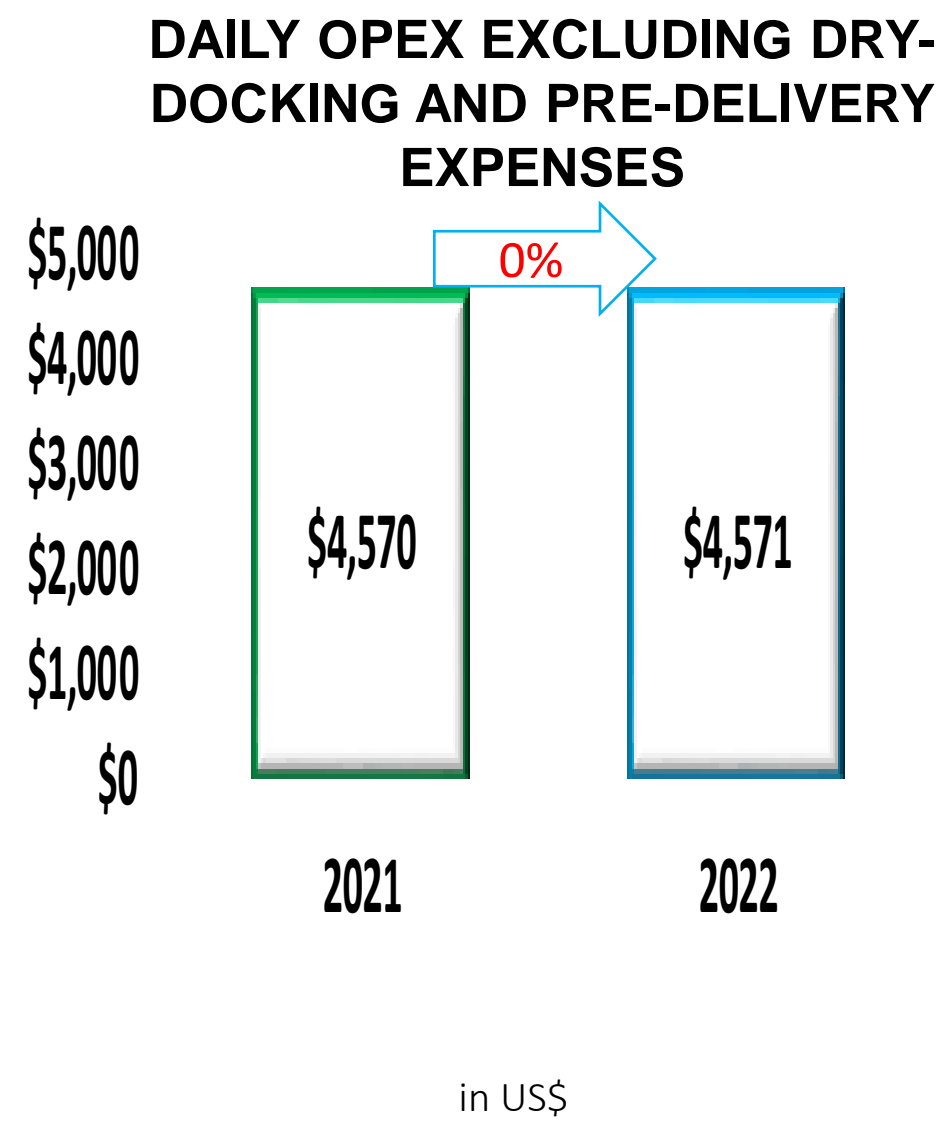 DAILY OPEX EXCLUDING DRY-
DOCKING AND PRE-DELIVERY
EXPENSES
0%
$5,000
$4,000
$3,000
$2,000
$1,000
$0
$4,570
$4,571
2021
2022
in US$